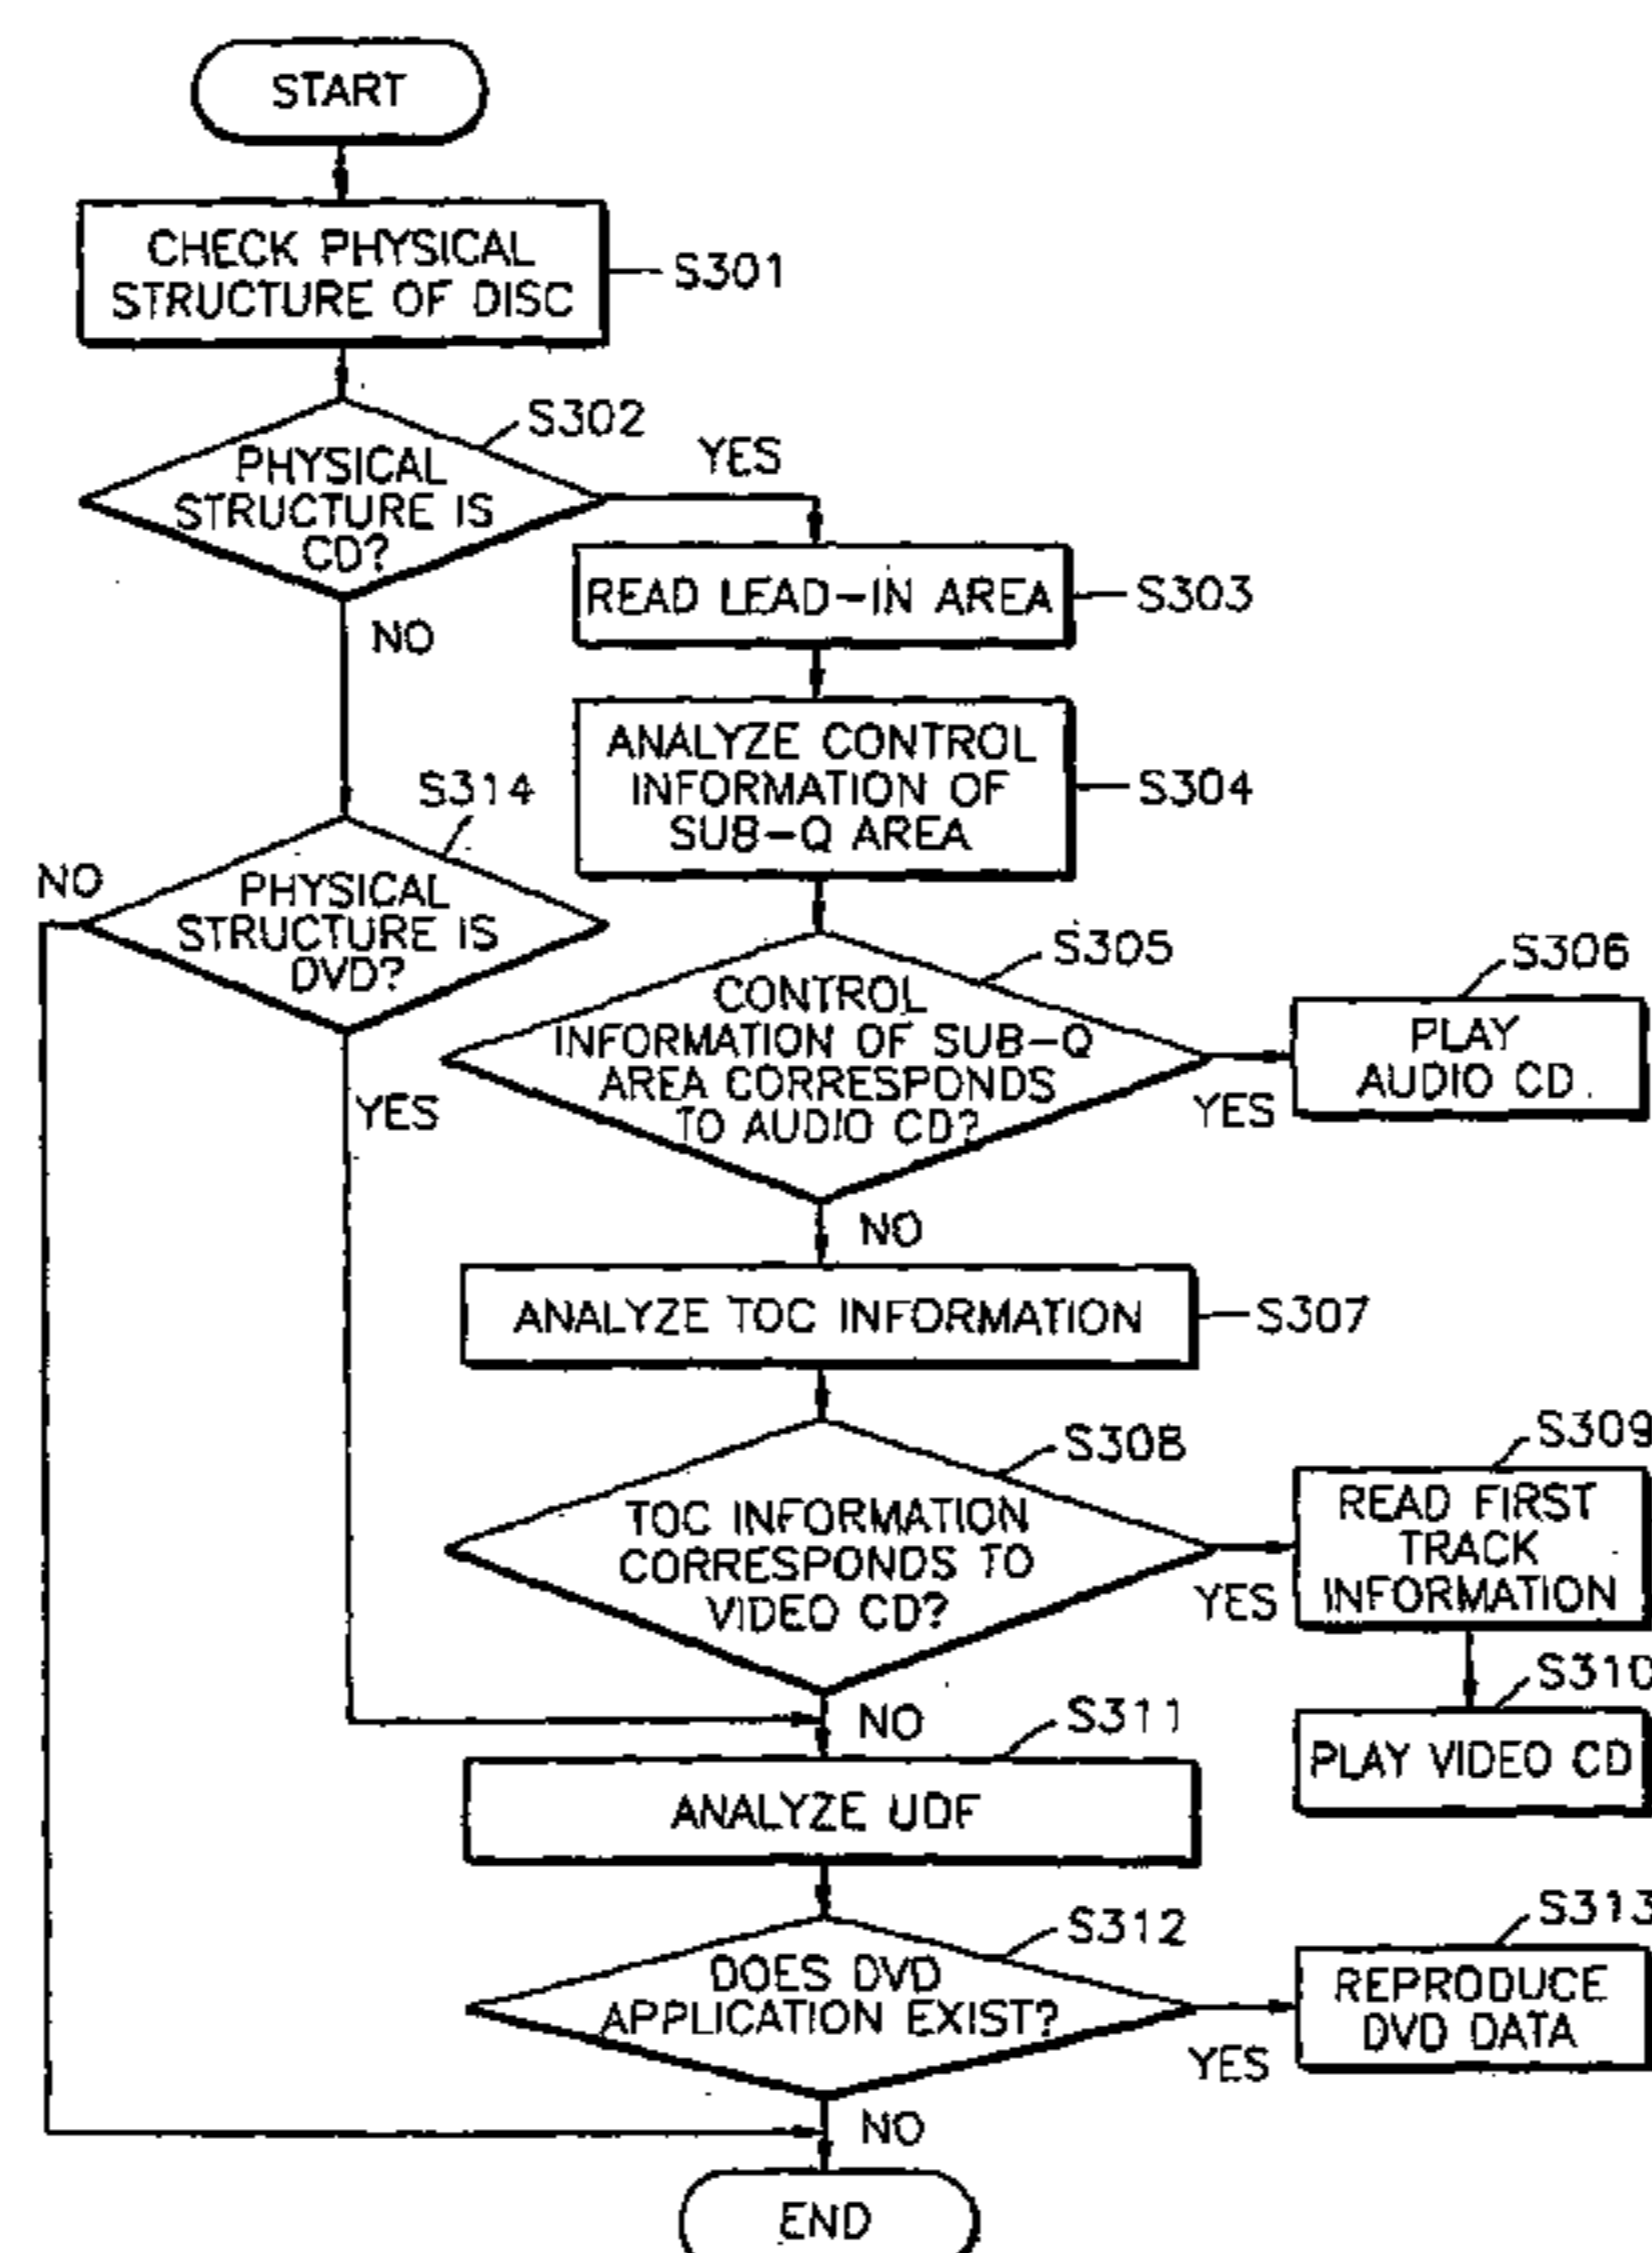 START
CHECK PHYSICAL
STRUCTURE OF DISC
S301
S302
PHYSICAL
STRUCTURE IS
CD?
YES
NO
READ LEAD-IN AREA
S303
ANALYZE CONTROL
INFORMATION OF
SUB-Q AREA
S304
S314
NO
PHYSICAL
STRUCTURE IS
DVD?
YES
S305
CONTROL
INFORMATION OF SUB-Q
AREA CORRESPONDS
TO AUDIO CD?
YES
S306
PLAY
AUDIO CD
NO
ANALYZE TOC INFORMATION
S307
S308
TOC INFORMATION
CORRESPONDS TO
VIDEO CD?
YES
S309
READ FIRST
TRACK
INFORMATION
S310
PLAY VIDEO CD
NO
S311
ANALYZE UDF
S312
DOES DVD
APPLICATION EXIST?
YES
S313
REPRODUCE
DVD DATA
NO
END